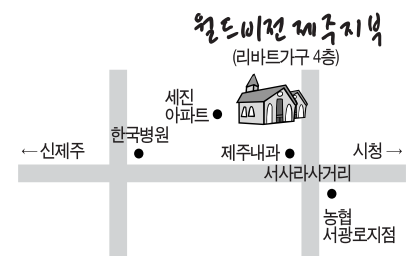 월드비전 제주지부
(리바트가구 4층)
세진
아파트
한국병원
←신제주
제주내과
시청→
서사라사거리
농협
서광로지점